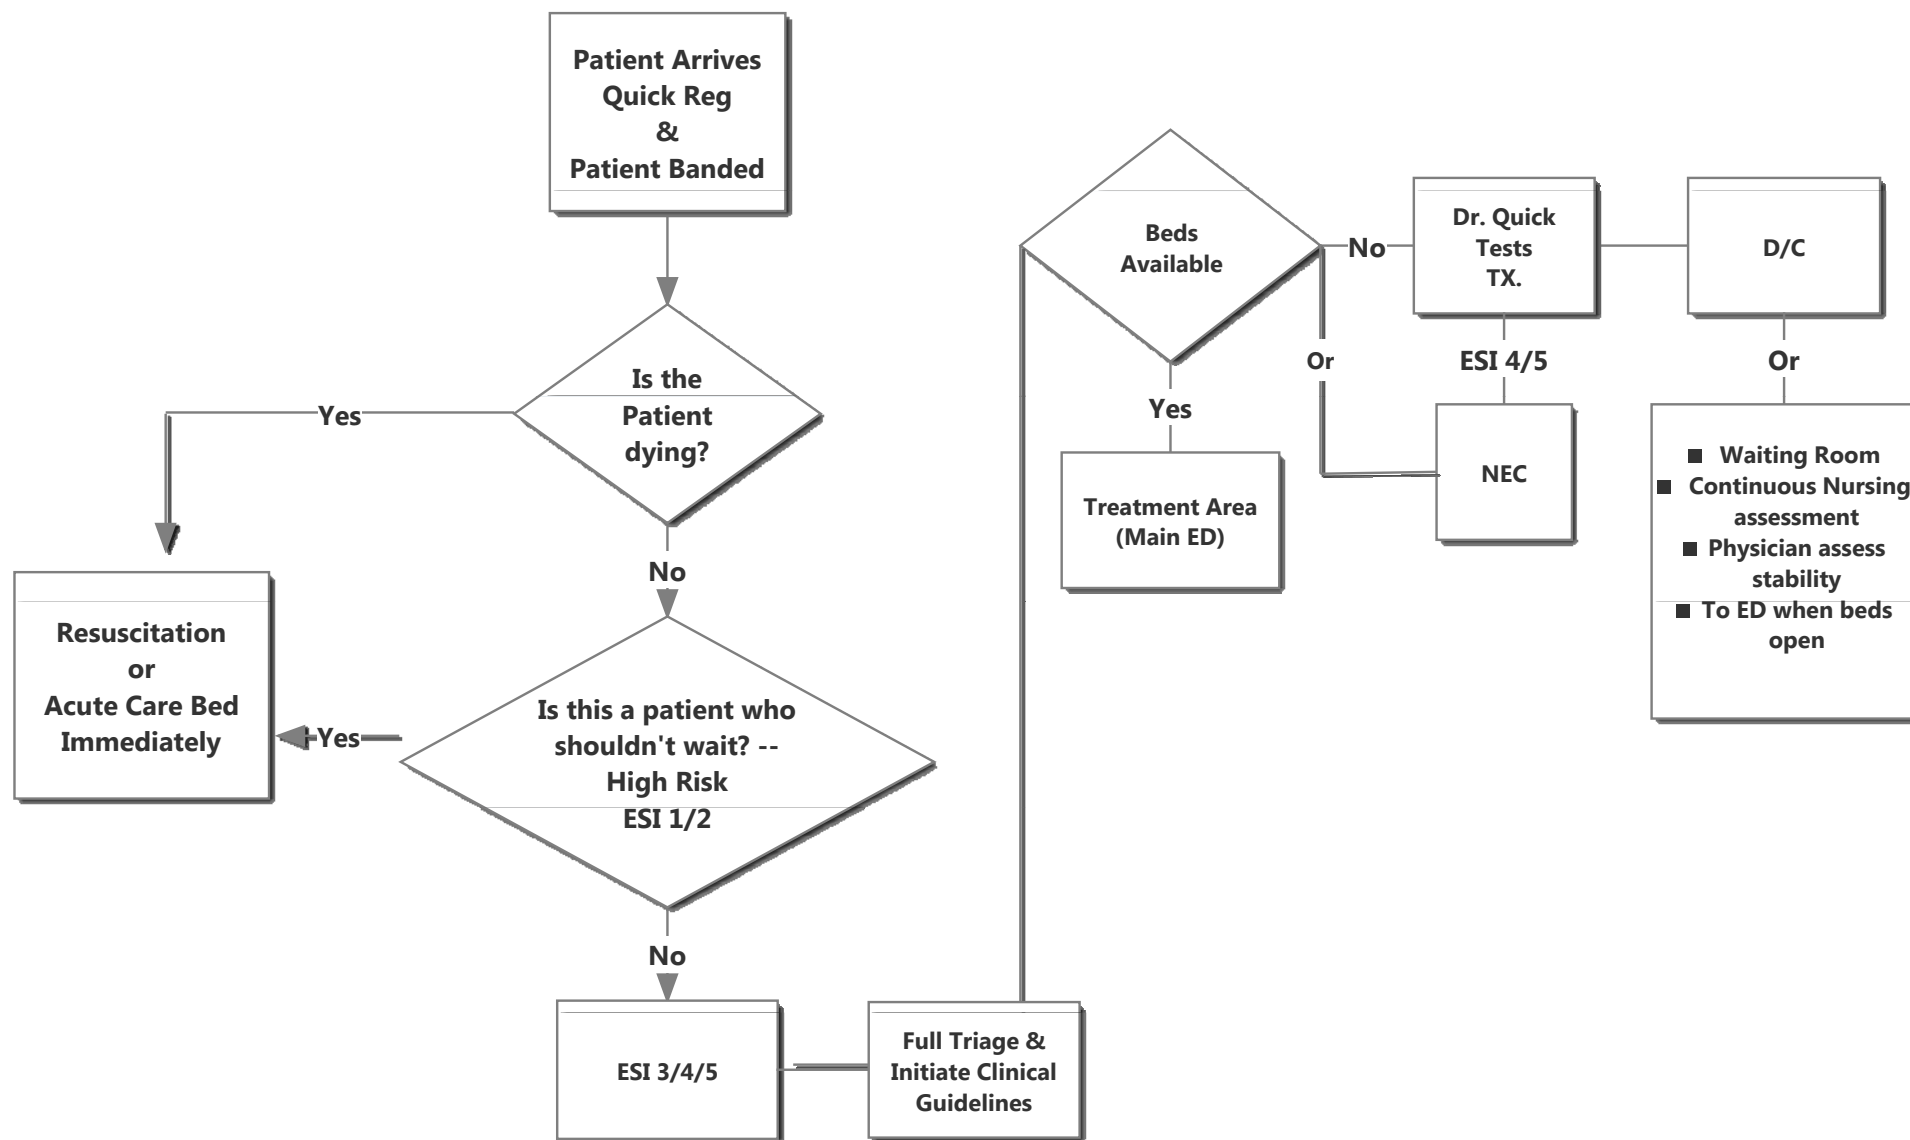 Patient Arrives
Quick Reg
&
Patient Banded
Is the
Patient
dying?
Yes
No
Resuscitation
or
Acute Care Bed
Immediately
Yes
Is this a patient who
shouldn't wait? --
High Risk
ESI 1/2
No
ESI 3/4/5
Full Triage &
Initiate Clinical
Guidelines
Beds
Available
No
Or
Yes
Treatment Area
(Main ED)
Dr. Quick
Tests
TX.
ESI 4/5
NEC
D/C
Or
■ Waiting Room
■ Continuous Nursing
assessment
■ Physician assess
stability
■ To ED when beds
open